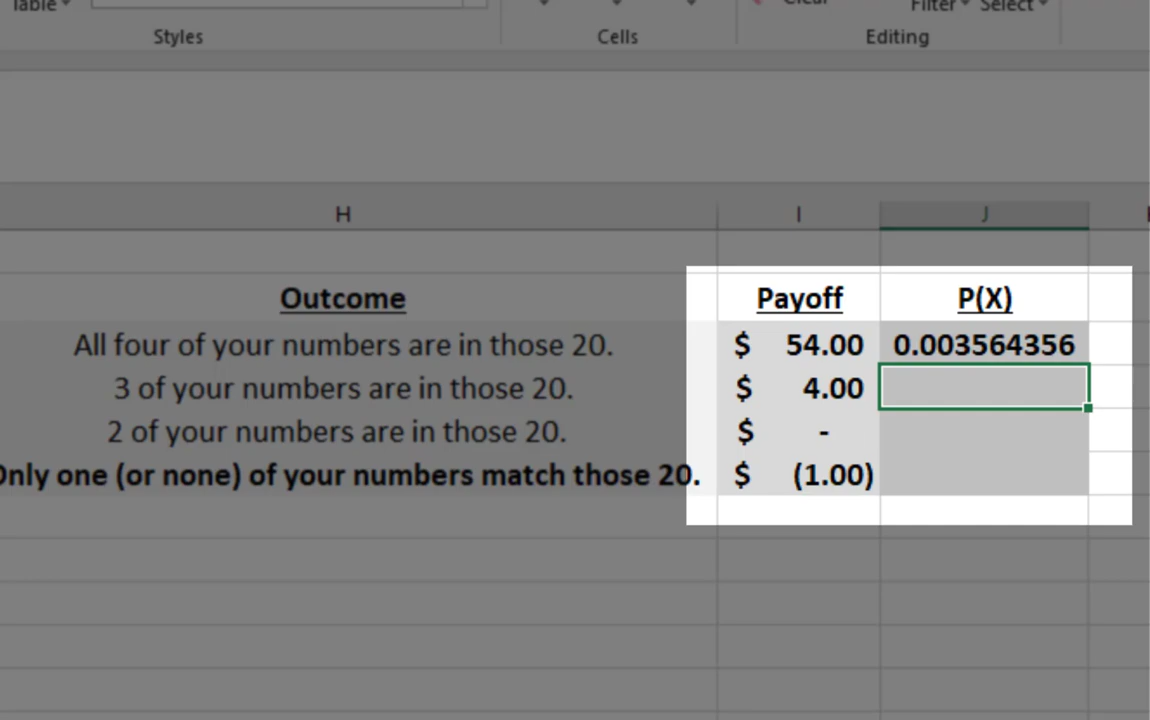 Table
Clear
Filter Select
Styles Cells Editing
H I J
Outcome Payoff P(X)
All four of your numbers are in those 20. $ 54.00 0.003564356
3 of your numbers are in those 20. $ 4.00
2 of your numbers are in those 20. $ -
Only one (or none) of your numbers match those 20. $ (1.00)